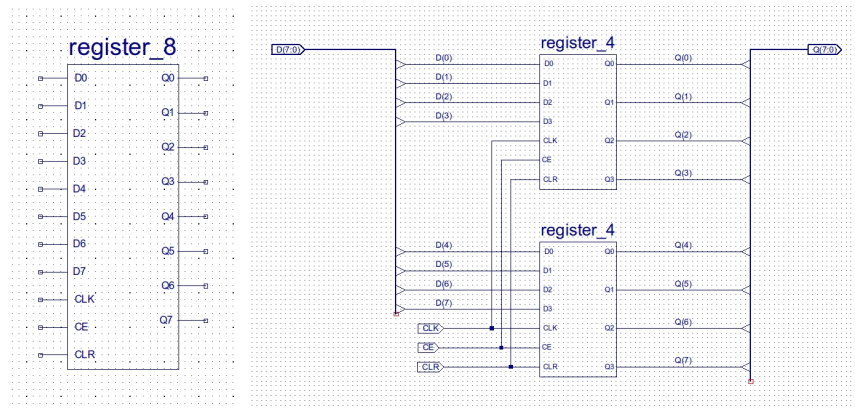 register_8
D0 Q0
D1 Q1
D2 Q2
D3 Q3
D4 Q4
D5 Q5
D6 Q6
D7 Q7
CLK
CE
CLR
D(7:0) Q(7:0)
register_4
D(0) D0 Q0 Q(0)
D(1) D1
D(2) D2 Q1 Q(1)
D(3) D3
CLK Q2 Q(2)
CE
CLR Q3 Q(3)
register_4
D(4) D0 Q0 Q(4)
D(5) D1
D(6) D2 Q1 Q(5)
D(7) D3
CLK CLK Q2 Q(6)
CE CE
CLR CLR Q3 Q(7)